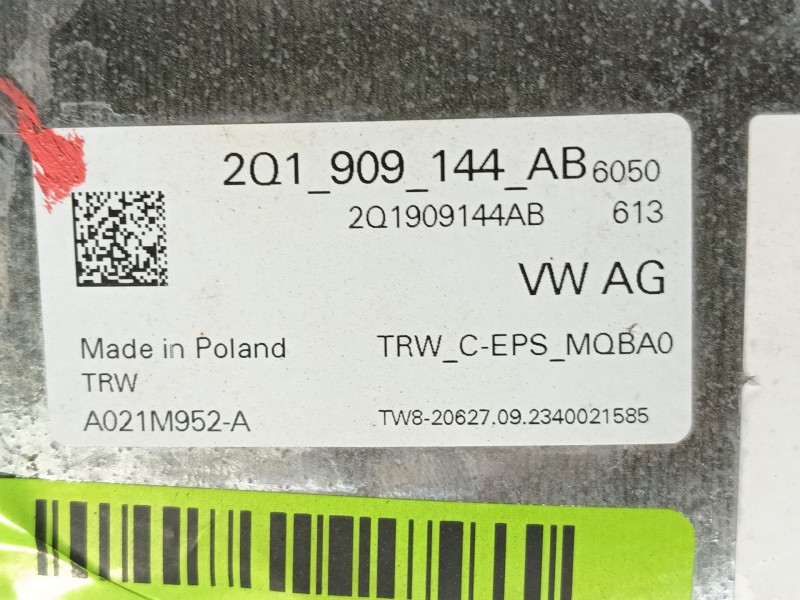 2Q1_909_144_AB 6050
2Q1909144AB 613
VW AG
Made in Poland TRW_C-EPS_MQBA0
TRW
A021M952-A TW8-20627.09.2340021585